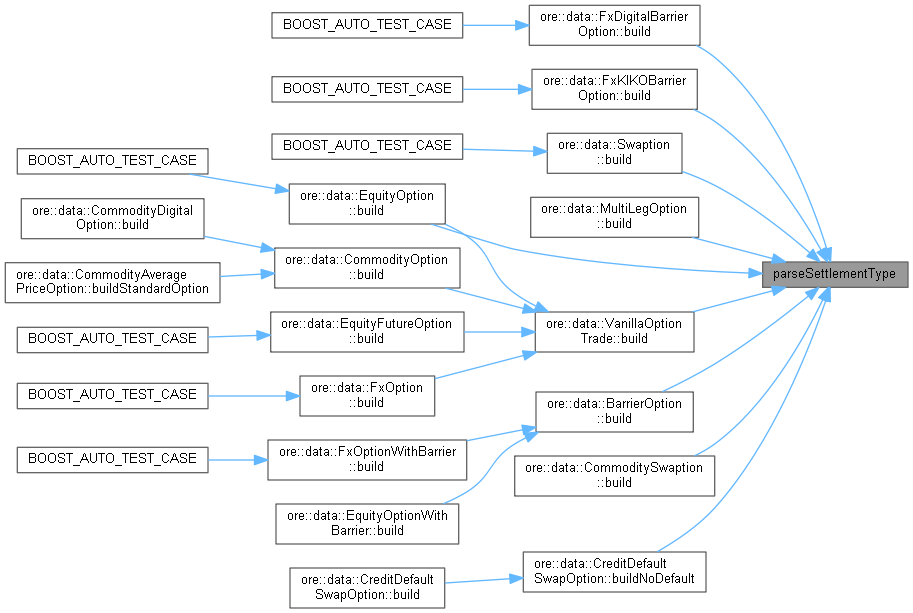 BOOST_AUTO_TEST_CASE
ore::data::FxDigitalBarrier
Option::build
BOOST_AUTO_TEST_CASE
ore::data::FxKIKOBarrier
Option::build
BOOST_AUTO_TEST_CASE
ore::data::Swaption
::build
BOOST_AUTO_TEST_CASE
ore::data::EquityOption
::build
ore::data::MultiLegOption
::build
ore::data::CommodityDigital
Option::build
ore::data::CommodityOption
::build
ore::data::CommodityAverage
PriceOption::buildStandardOption
parseSettlementType
BOOST_AUTO_TEST_CASE
ore::data::EquityFutureOption
::build
ore::data::VanillaOption
Trade::build
BOOST_AUTO_TEST_CASE
ore::data::FxOption
::build
ore::data::BarrierOption
::build
BOOST_AUTO_TEST_CASE
ore::data::FxOptionWithBarrier
::build
ore::data::CommoditySwaption
::build
ore::data::EquityOptionWith
Barrier::build
ore::data::CreditDefault
SwapOption::build
ore::data::CreditDefault
SwapOption::buildNoDefault